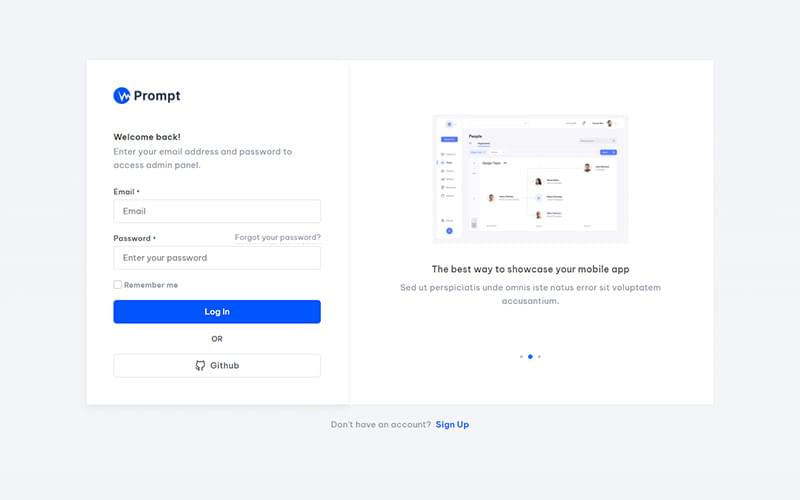 Prompt
Welcome back!
Enter your email address and password to
access admin panel.
Email •
Email
Password •
Forgot your password?
Enter your password
Remember me
Log In
OR
Github
People
Design Team
The best way to showcase your mobile app
Sed ut perspiciatis unde omnis iste natus error sit voluptatem
accusantium.
Don't have an account? Sign Up